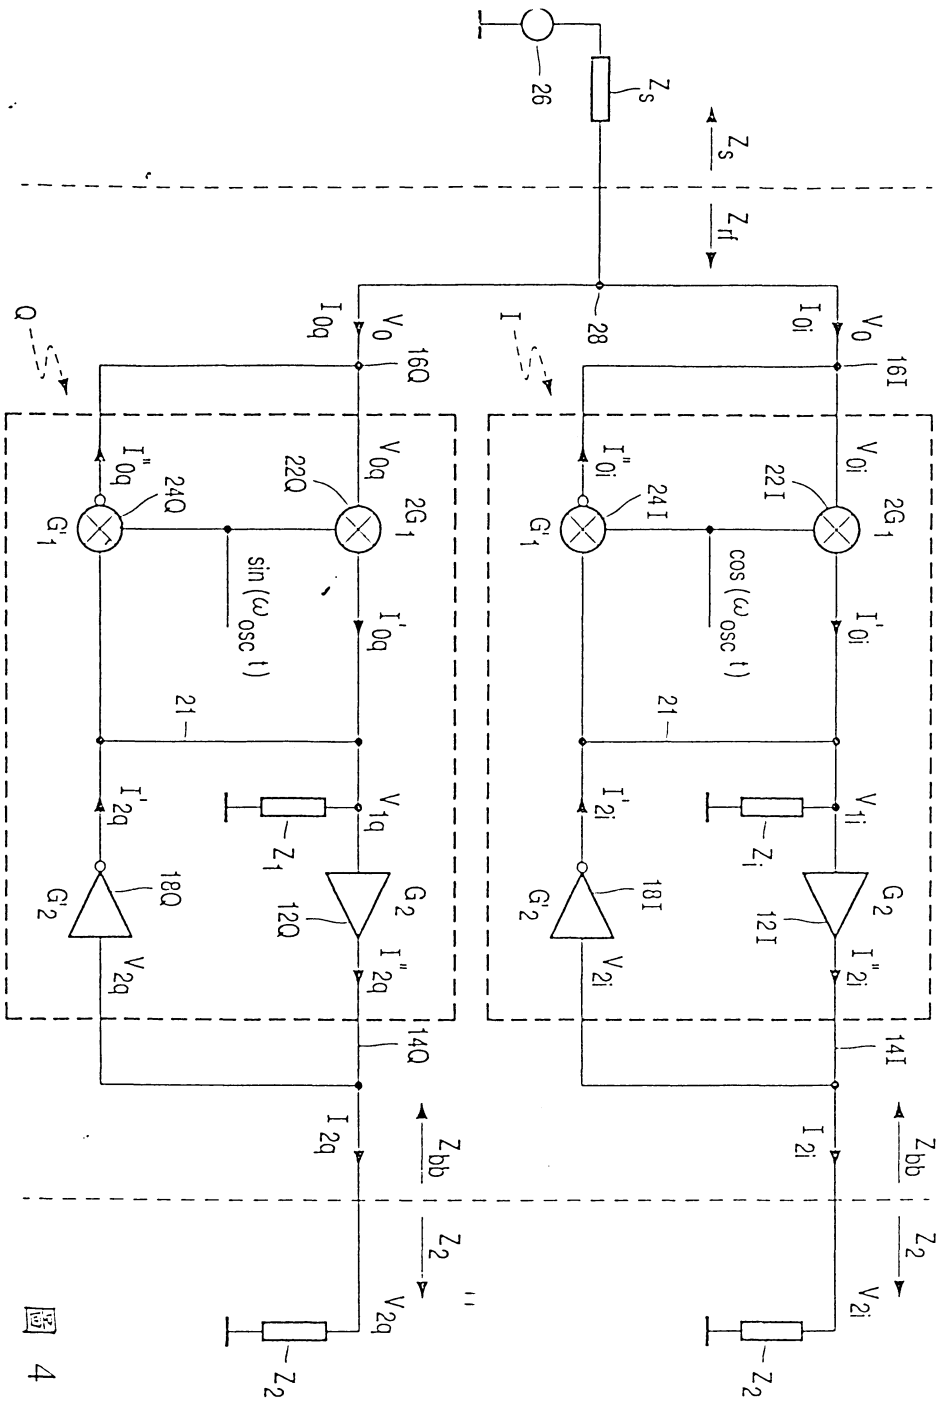 Z_s
Z_rf
Z_bb
Z_2
V_0
16I
V_0i
2G_1
22I
I'_0i
V_1i
G_2
12I
I''_2i
14I
I_2i
V_2i
I_0i
cos(ω_osc t)
Z_i
Z_2
21
I''_0i
24I
G'_1
I'_2i
18I
G'_2
V_2i
I
Z_s
26
28
Z_bb
Z_2
V_0
16Q
V_0q
2G_1
22Q
I'_0q
V_1q
G_2
12Q
I''_2q
14Q
I_2q
V_2q
I_0q
sin(ω_osc t)
Z_1
Z_2
21
I''_0q
24Q
G'_1
I'_2q
18Q
G'_2
V_2q
Q
圖 4